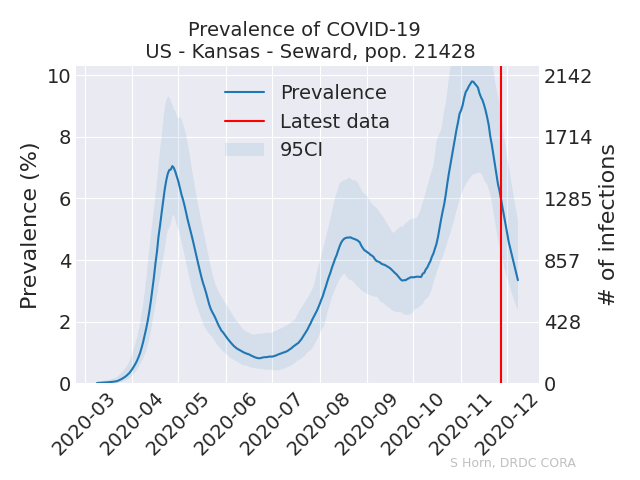 Prevalence of COVID-19
US - Kansas - Seward, pop. 21428
Prevalence (%)
10
8
6
4
2
0
Prevalence
Latest data
95CI
2142
1714
1285
857
428
0
# of infections
2020-03
2020-04
2020-05
2020-06
2020-07
2020-08
2020-09
2020-10
2020-11
2020-12
S Horn, DRDC CORA